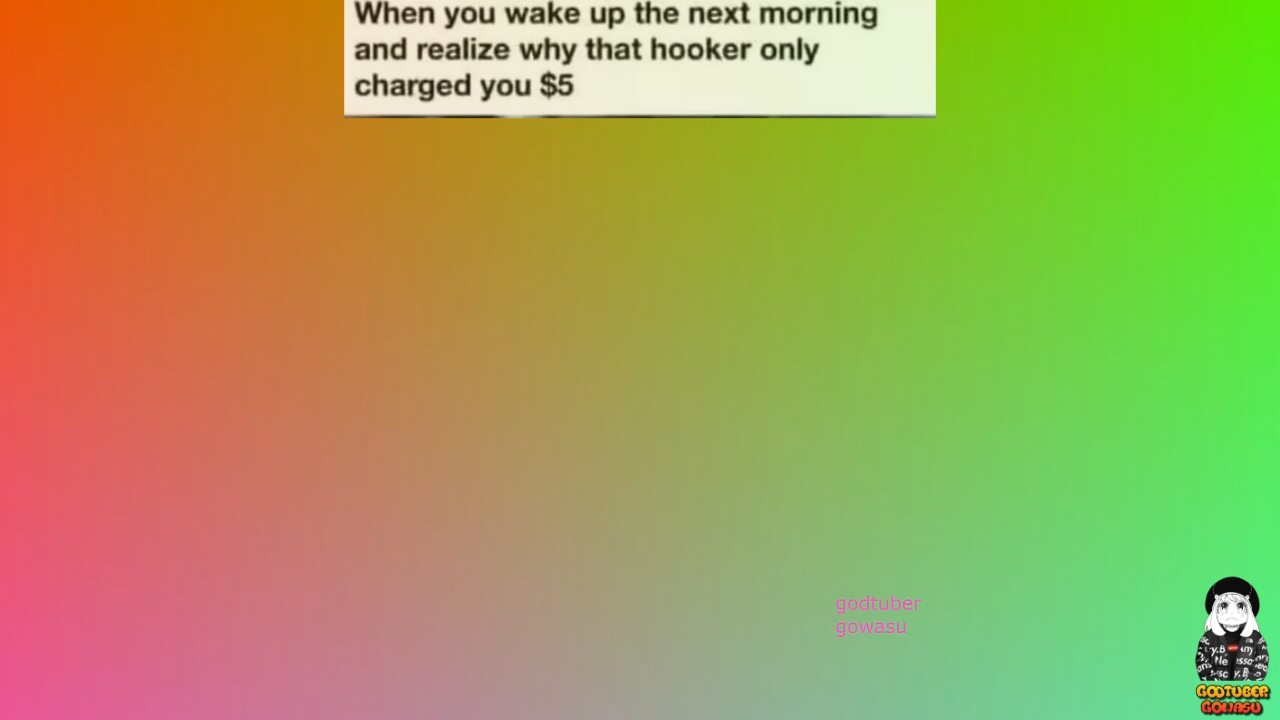 When you wake up the next morning
and realize why that hooker only
charged you $5
godtuber
gowasu
GODTUBER
GOWASU